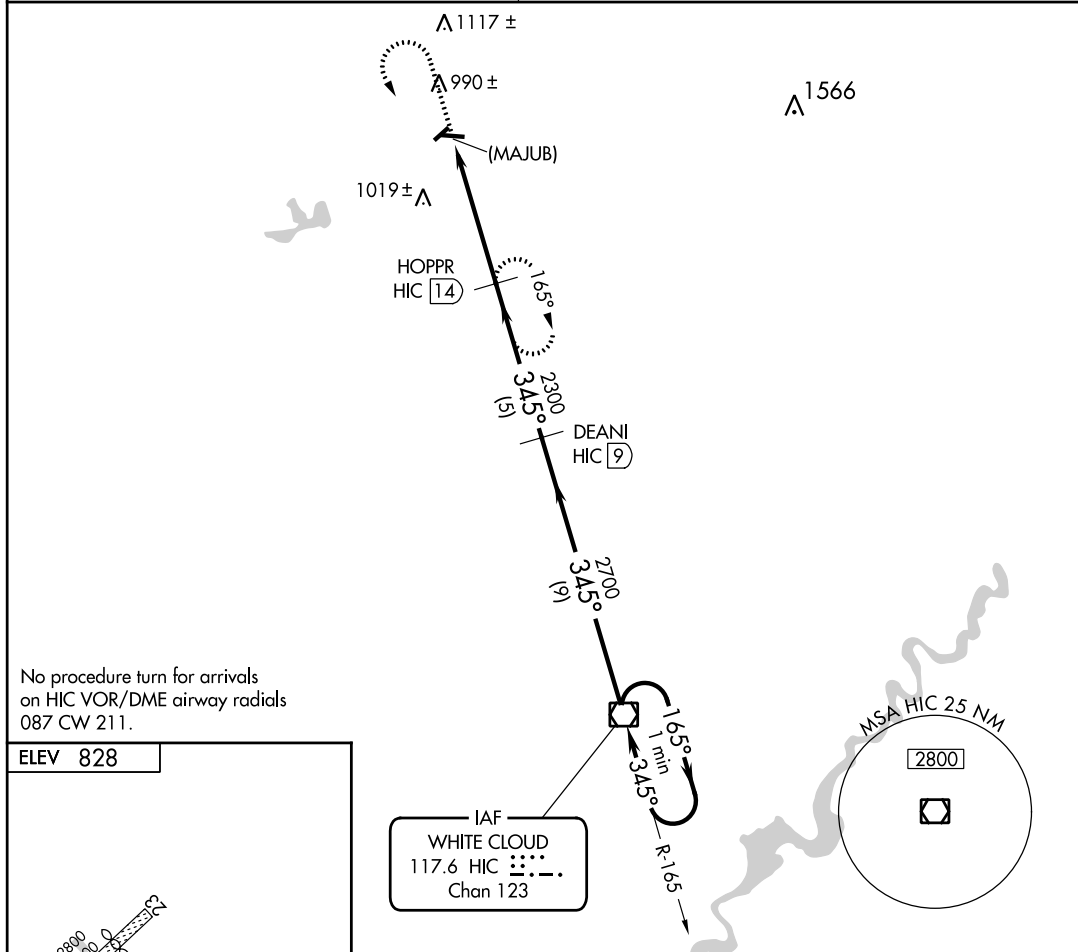 1117 ±
990 ±
1566
(MAJUB)
1019 ±
HOPPR
HIC 14
165°
2300
345°
(5)
DEANI
HIC 9
2700
345°
(9)
No procedure turn for arrivals
on HIC VOR/DME airway radials
087 CW 211.
ELEV 828
165°
1 min
345°
R-165
MSA HIC 25 NM
2800
IAF
WHITE CLOUD
117.6 HIC
Chan 123
23
2800